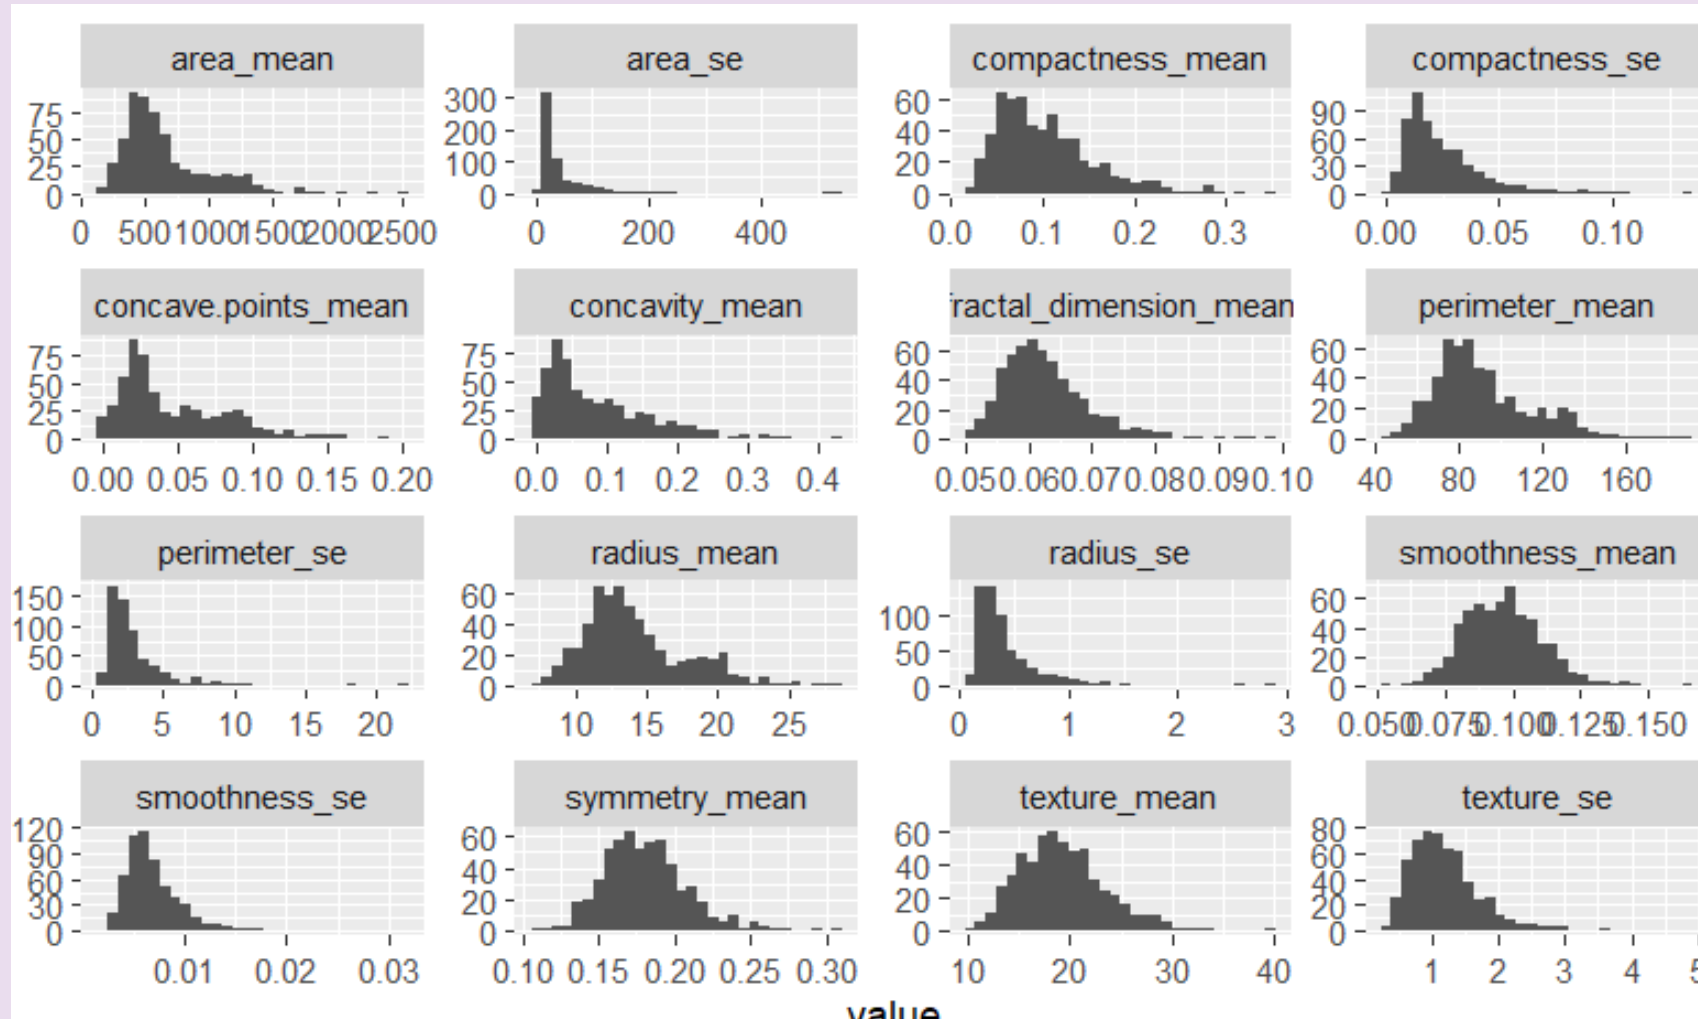 area_mean area_se compactness_mean compactness_se
75 50 25 0
300 200 100 0
60 40 20 0
90 60 30 0
0 500 1000 1500 2000 2500 0 200 400 0.0 0.1 0.2 0.3 0.00 0.05 0.10
concave.points_mean concavity_mean fractal_dimension_mean perimeter_mean
75 50 25 0
75 50 25 0
60 40 20 0
60 40 20 0
0.00 0.05 0.10 0.15 0.20 0.0 0.1 0.2 0.3 0.4 0.05 0.06 0.07 0.08 0.09 0.10 40 80 120 160
perimeter_se radius_mean radius_se smoothness_mean
150 100 50 0
60 40 20 0
100 50 0
60 40 20 0
0 5 10 15 20 10 15 20 25 0 1 2 3 0.050 0.075 0.100 0.125 0.150
smoothness_se symmetry_mean texture_mean texture_se
120 90 60 30 0
60 40 20 0
60 40 20 0
80 60 40 20 0
0.01 0.02 0.03 0.10 0.15 0.20 0.25 0.30 10 20 30 40 1 2 3 4 5
value